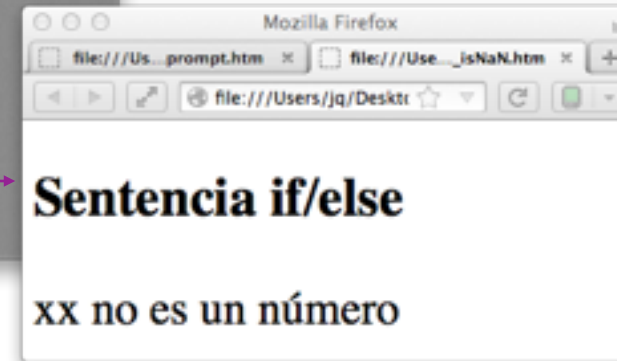 Mozilla Firefox
file:///Us...prompt.htm
file:///Use..._isNaN.htm
file:///Users/jq/Deskto
Sentencia if/else
xx no es un número